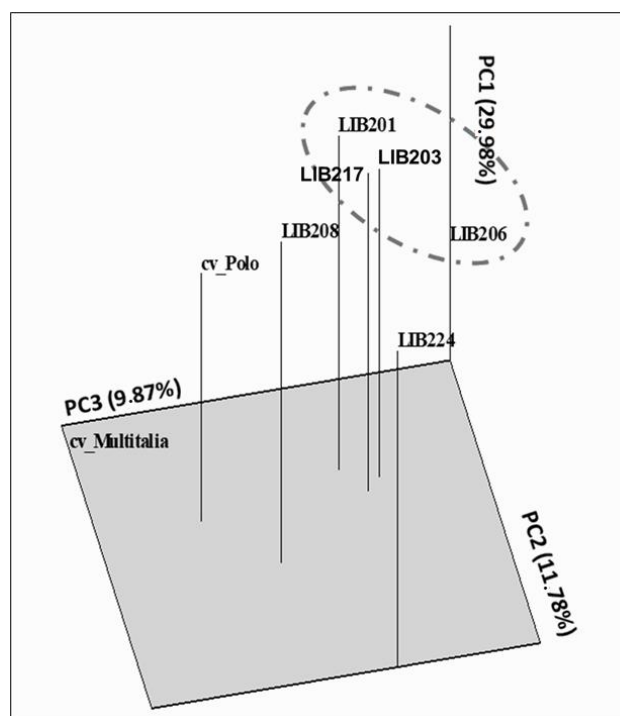 PC1 (29.98%)
LIB201
LIB203
LIB217
LIB208
LIB206
cv_Polo
LIB224
PC3 (9.87%)
cv_Multitalia
PC2 (11.78%)